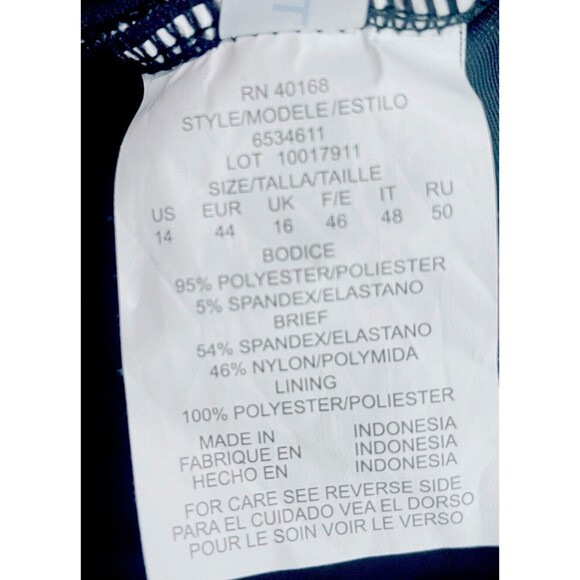 T
RN 40168
STYLE/MODELE/ESTILO
6534611
LOT 10017911
SIZE/TALLA/TAILLE
US EUR UK F/E IT RU
14 44 16 46 48 50
BODICE
95% POLYESTER/POLIESTER
5% SPANDEX/ELASTANO
BRIEF
54% SPANDEX/ELASTANO
46% NYLON/POLYMIDA
LINING
100% POLYESTER/POLIESTER
MADE IN INDONESIA
FABRIQUE EN INDONESIA
HECHO EN INDONESIA
FOR CARE SEE REVERSE SIDE
PARA EL CUIDADO VEA EL DORSO
POUR LE SOIN VOIR LE VERSO